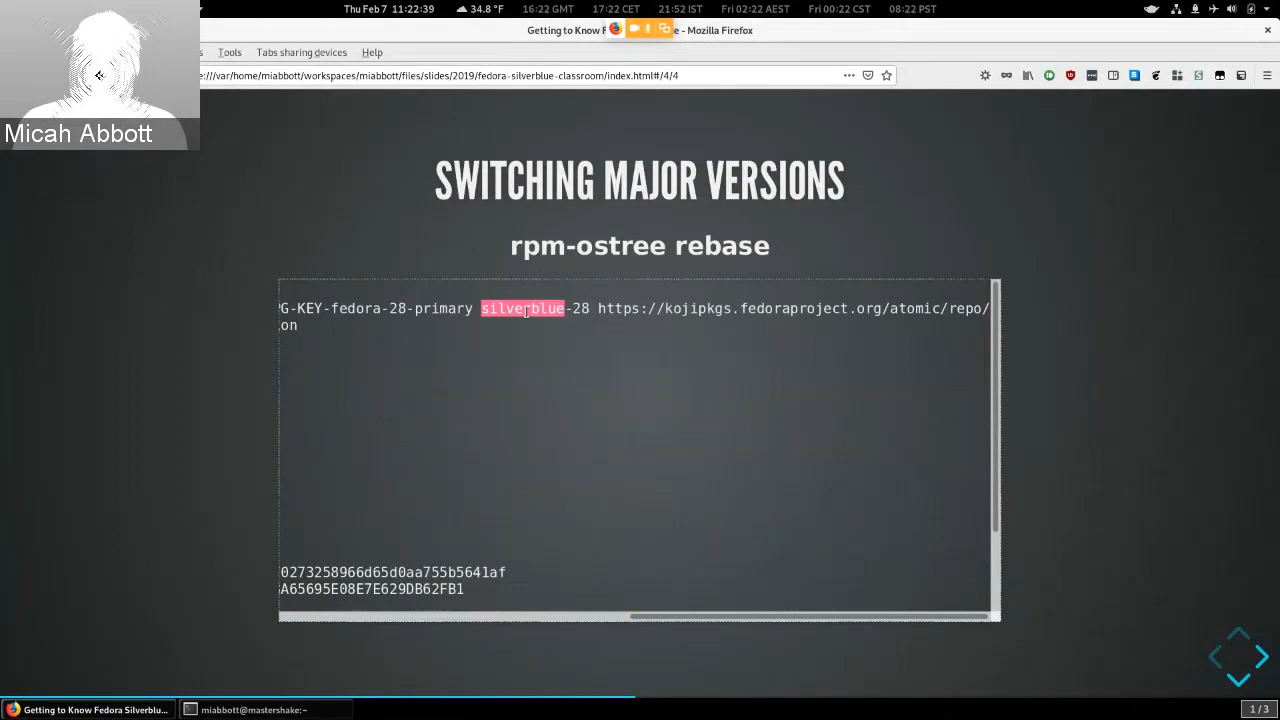 Thu Feb 7 11:22:39 34.8 °F 16:22 GMT 17:22 CET 21:52 IST Fri 02:22 AEST Fri 00:22 CST 08:22 PST
Getting to Know F e - Mozilla Firefox
s Tools Tabs sharing devices Help
e:///var/home/miabbott/workspaces/miabbott/files/slides/2019/fedora-silverblue-classroom/index.html#/4/4
Micah Abbott
SWITCHING MAJOR VERSIONS
rpm-ostree rebase
G-KEY-fedora-28-primary silverblue-28 https://kojipkgs.fedoraproject.org/atomic/repo/
on
0273258966d65d0aa755b5641af
A65695E08E7E629DB62FB1
Getting to Know Fedora Silverblu... miabbott@mastershake:~ 1 / 3